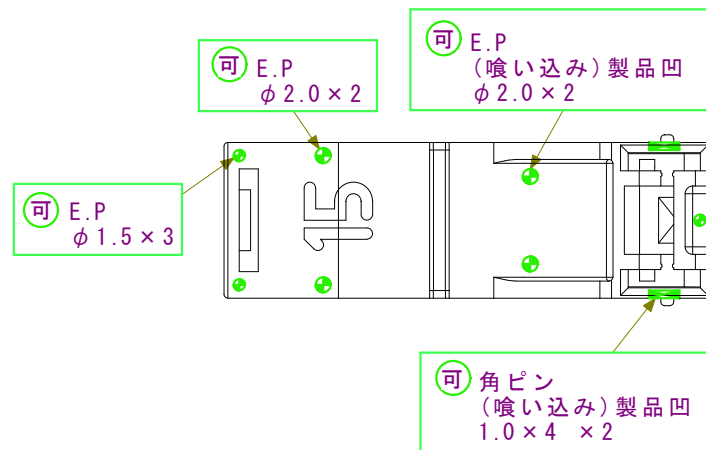 可 E.P
φ2.0×2
可 E.P
(喰い込み)製品凹
φ2.0×2
可 E.P
φ1.5×3
15
可 角ピン
(喰い込み)製品凹
1.0×4 ×2